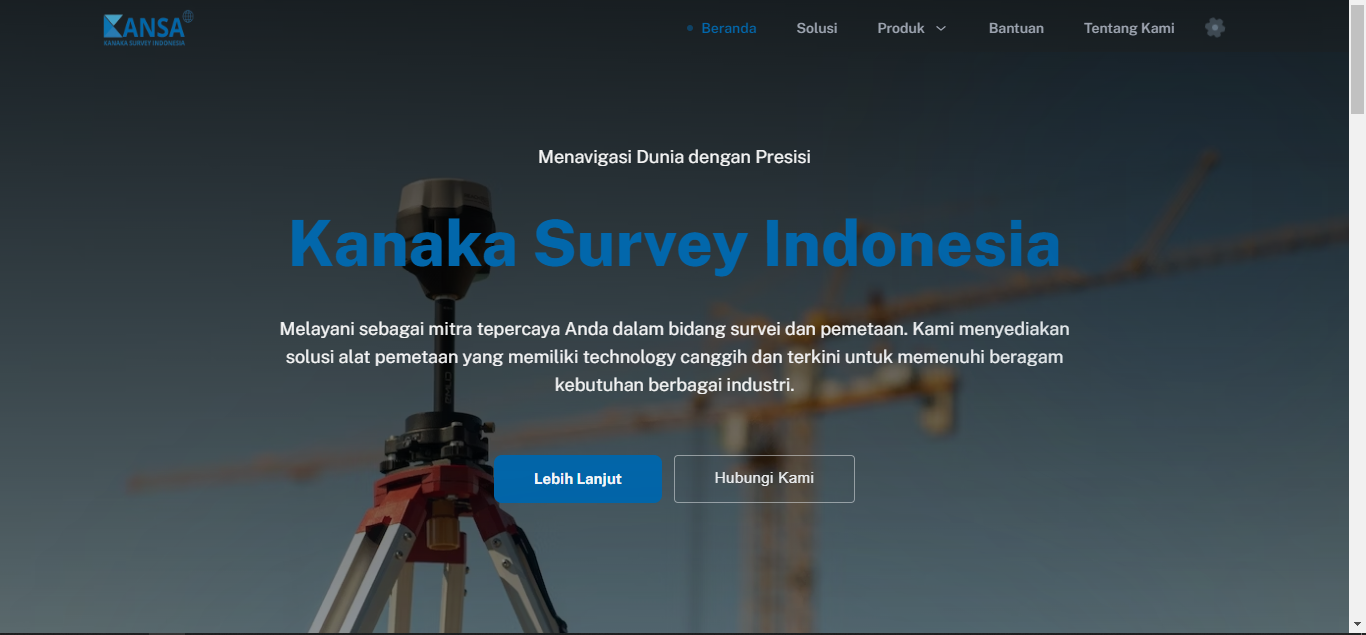 KANSA
KANAKA SURVEY INDONESIA
Beranda
Solusi
Produk
Bantuan
Tentang Kami
Menavigasi Dunia dengan Presisi
Kanaka Survey Indonesia
Melayani sebagai mitra tepercaya Anda dalam bidang survei dan pemetaan. Kami menyediakan
solusi alat pemetaan yang memiliki technology canggih dan terkini untuk memenuhi beragam
kebutuhan berbagai industri.
Lebih Lanjut
Hubungi Kami